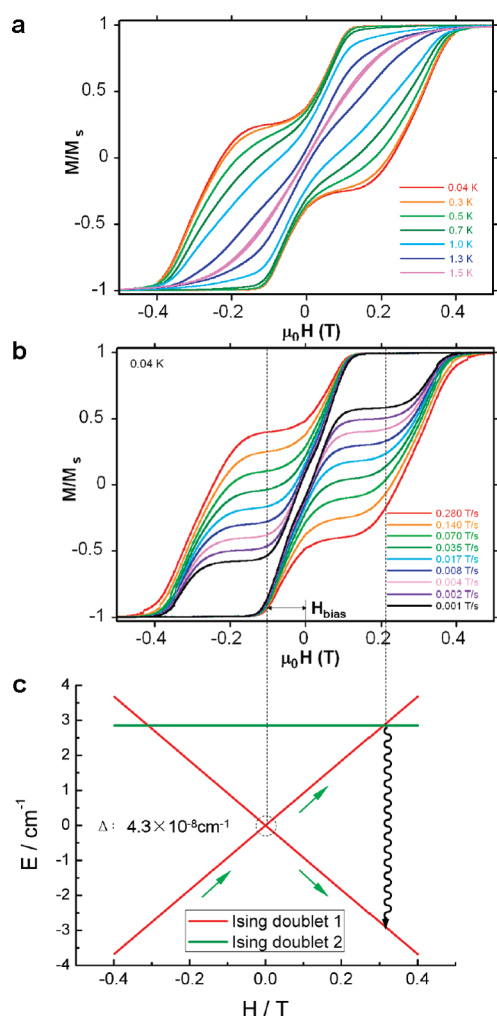 a
1
0.5
0
-0.5
-1
M/Ms
0.04 K
0.3 K
0.5 K
0.7 K
1.0 K
1.3 K
1.5 K
-0.4 -0.2 0 0.2 0.4
μ0H (T)
b
0.04 K
1
0.5
0
-0.5
-1
M/Ms
0.280 T/s
0.140 T/s
0.070 T/s
0.035 T/s
0.017 T/s
0.008 T/s
0.004 T/s
0.002 T/s
0.001 T/s
Hbias
-0.4 -0.2 0 0.2 0.4
μ0H (T)
c
4
3
2
1
0
-1
-2
-3
-4
E / cm-1
Δ: 4.3×10-8cm-1
Ising doublet 1
Ising doublet 2
-0.4 -0.2 0.0 0.2 0.4
H / T